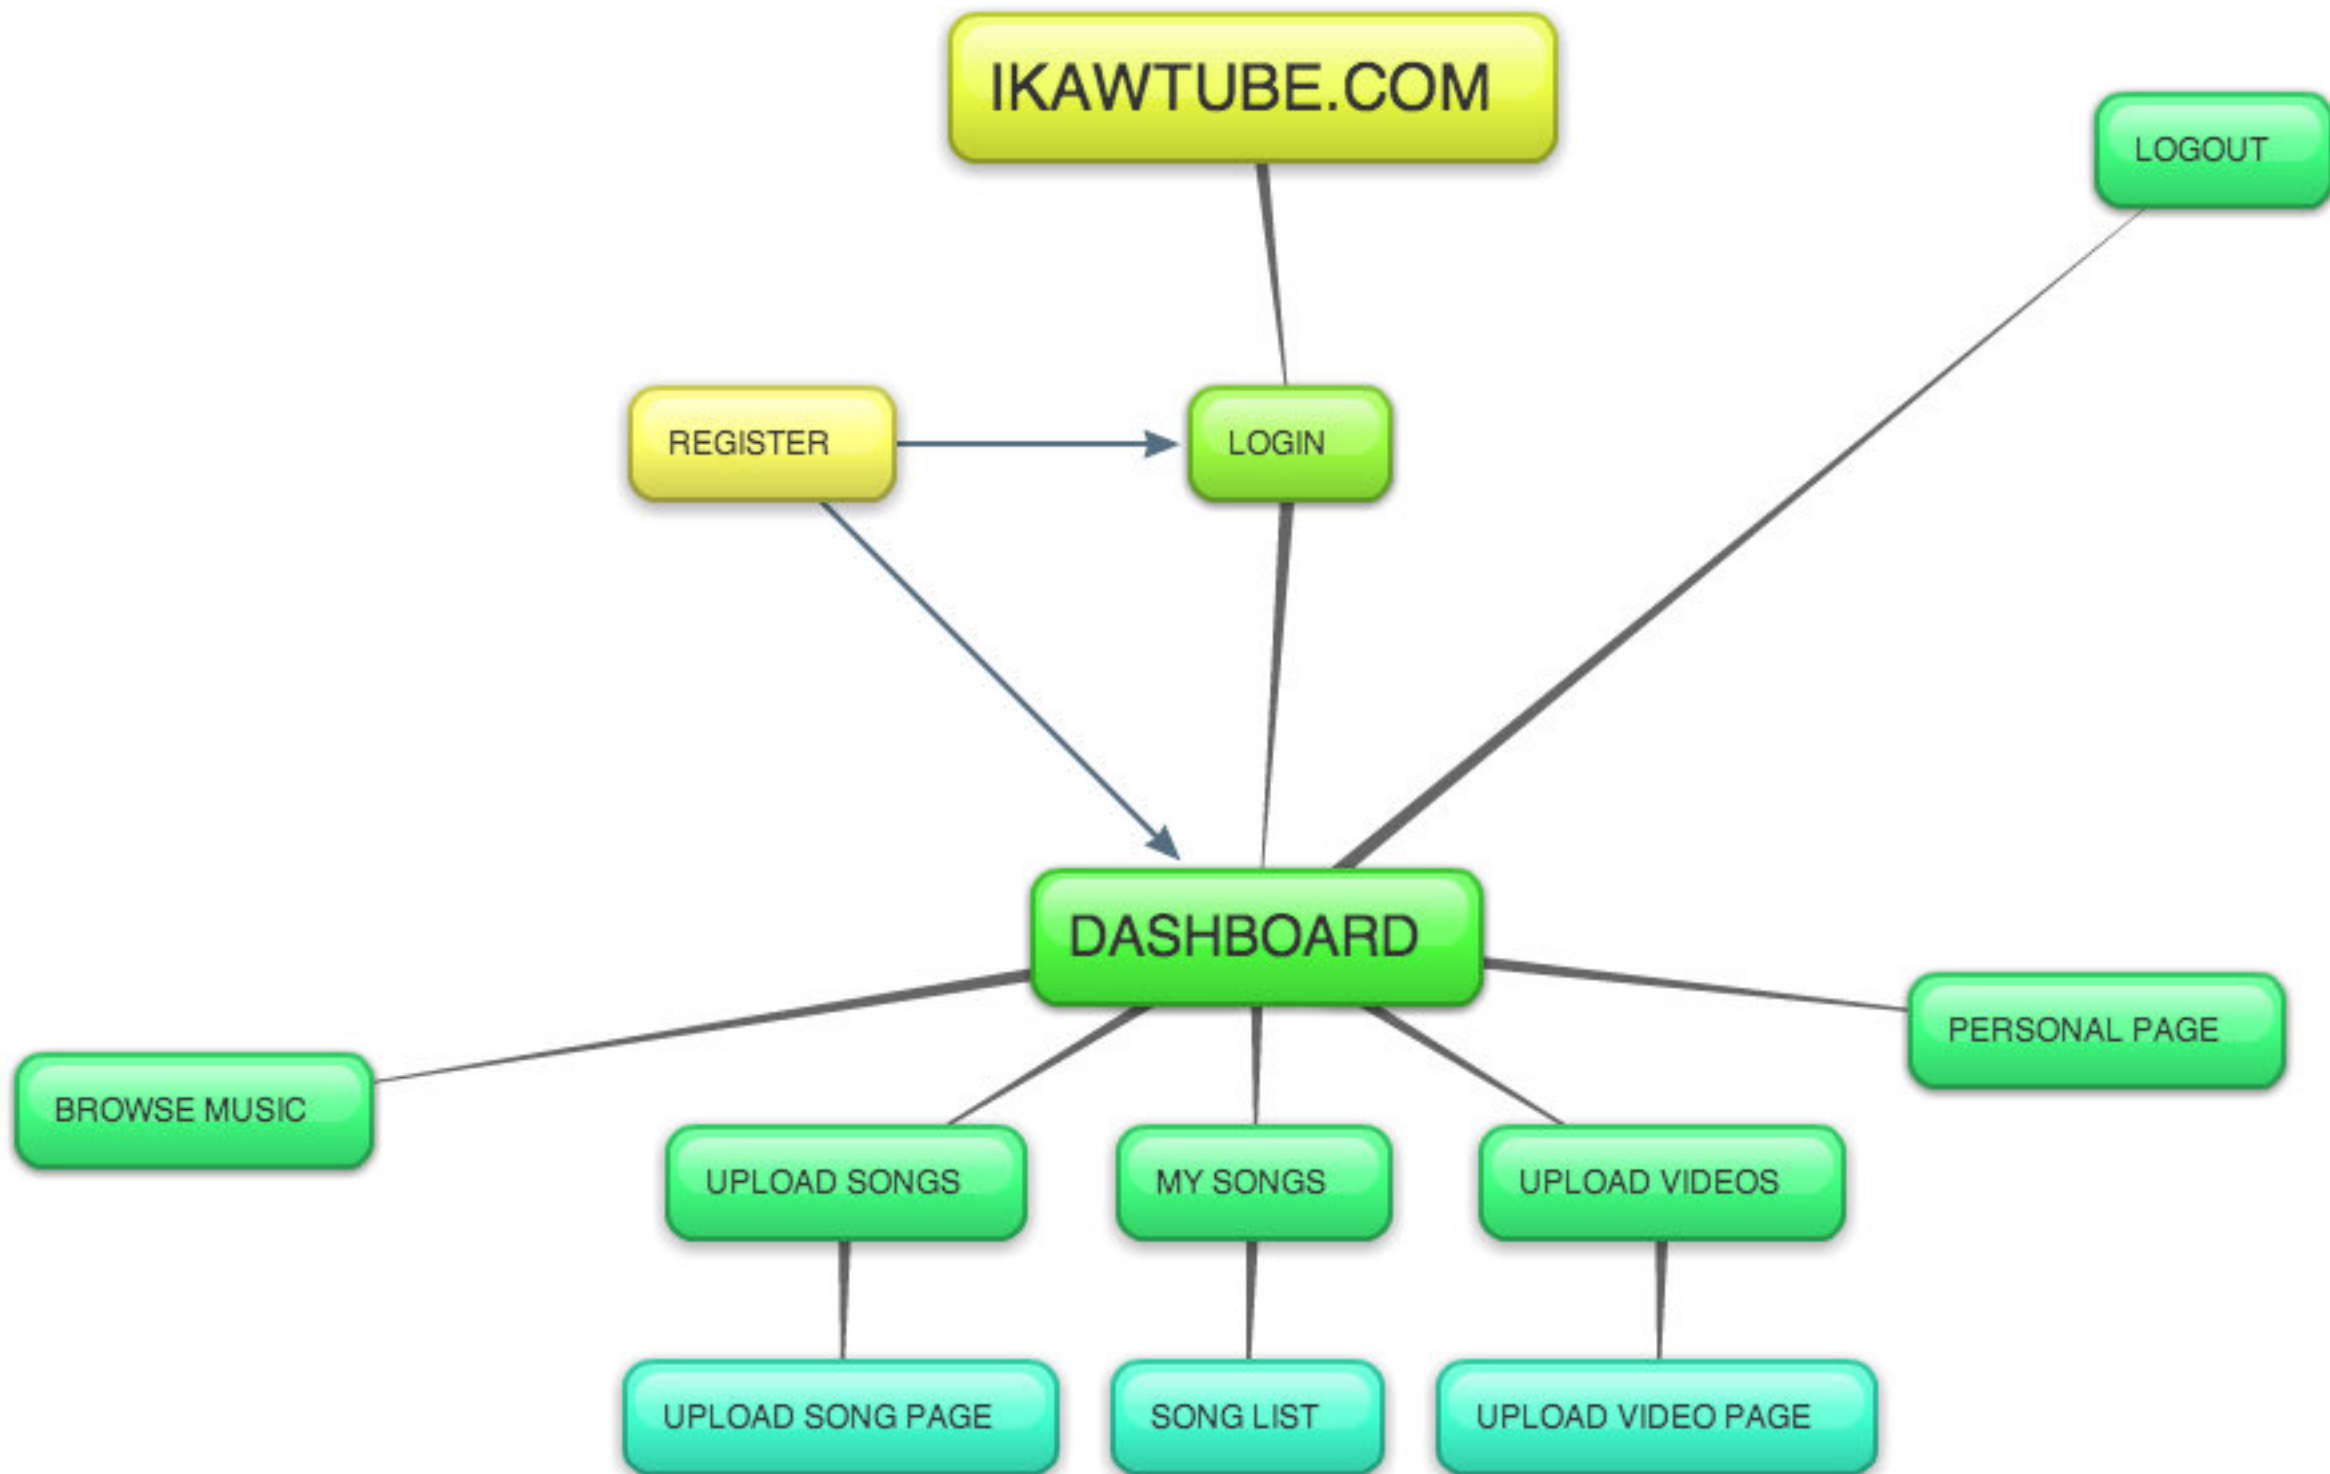 IKAWTUBE.COM
LOGOUT
REGISTER
LOGIN
DASHBOARD
PERSONAL PAGE
BROWSE MUSIC
UPLOAD SONGS
MY SONGS
UPLOAD VIDEOS
UPLOAD SONG PAGE
SONG LIST
UPLOAD VIDEO PAGE